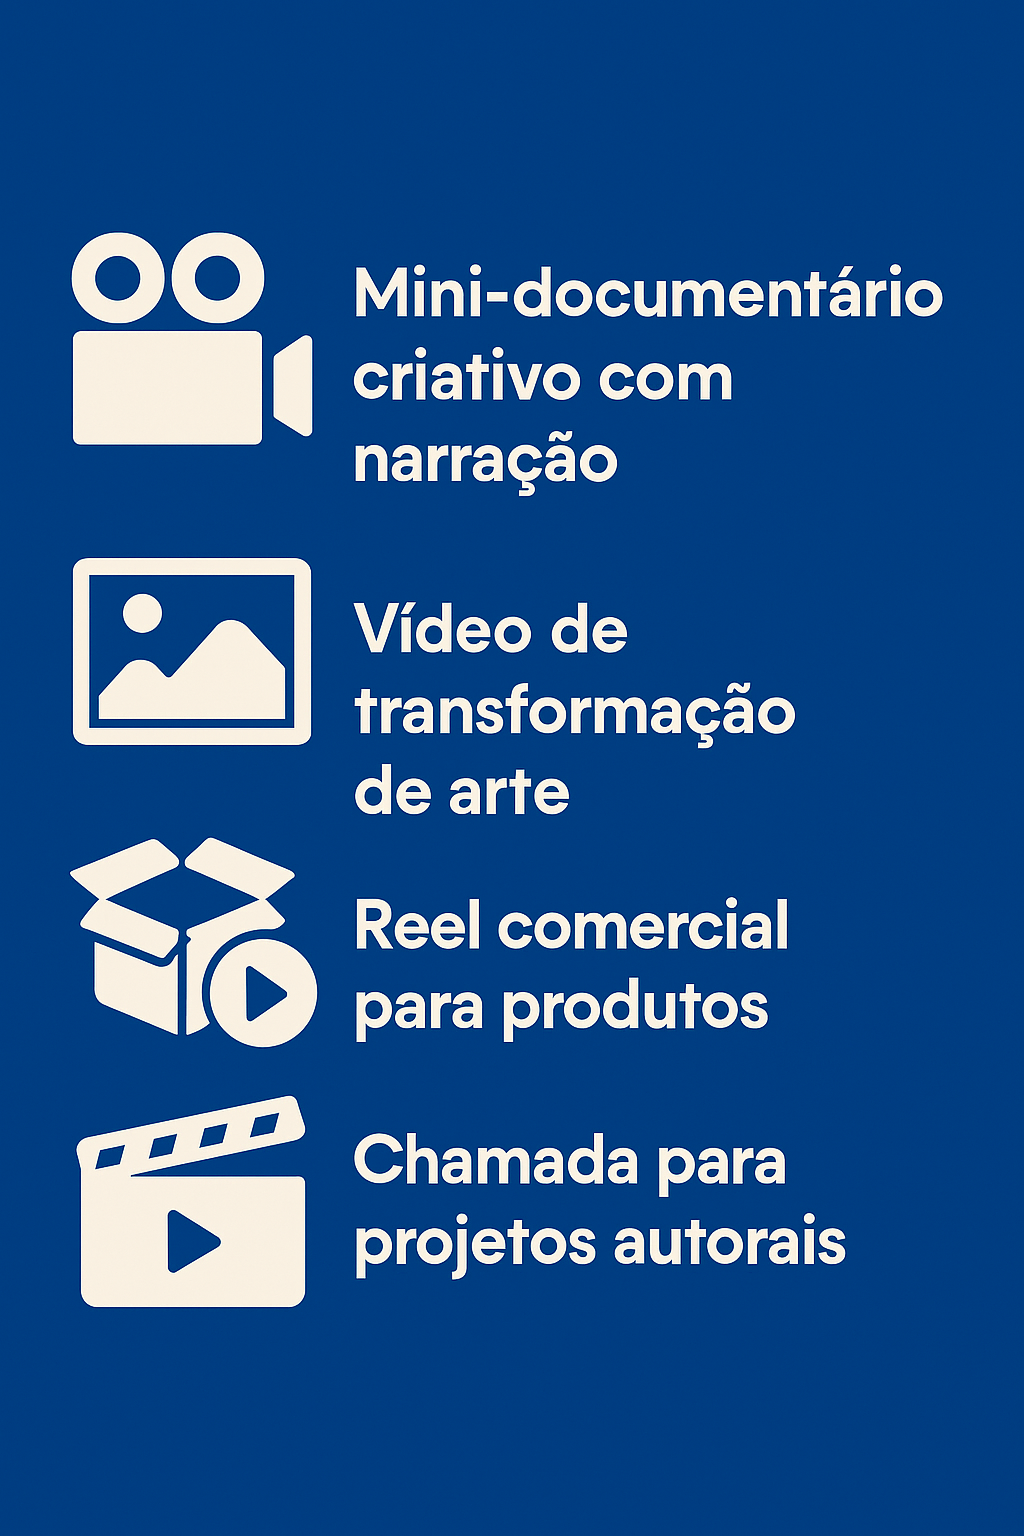 Mini-documentário
criativo com
narração
Vídeo de
transformação
de arte
Reel comercial
para produtos
Chamada para
projetos autorais